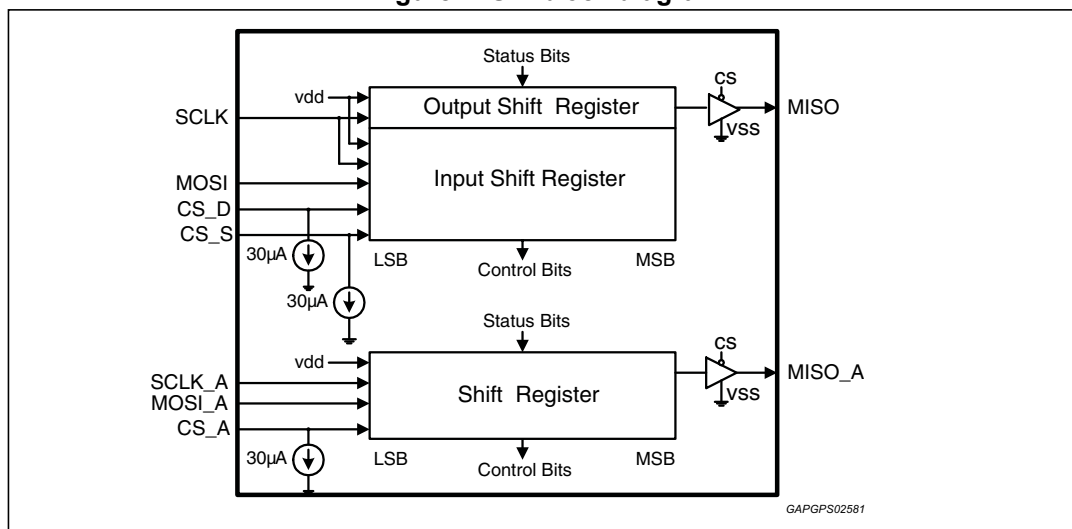 Status Bits
vdd
SCLK
Output Shift Register
CS
VSS
MISO
MOSI
CS_D
CS_S
Input Shift Register
30µA
30µA
LSB
Control Bits
MSB
Status Bits
vdd
SCLK_A
MOSI_A
CS_A
Shift Register
CS
VSS
MISO_A
30µA
LSB
Control Bits
MSB
GAPGPS02581